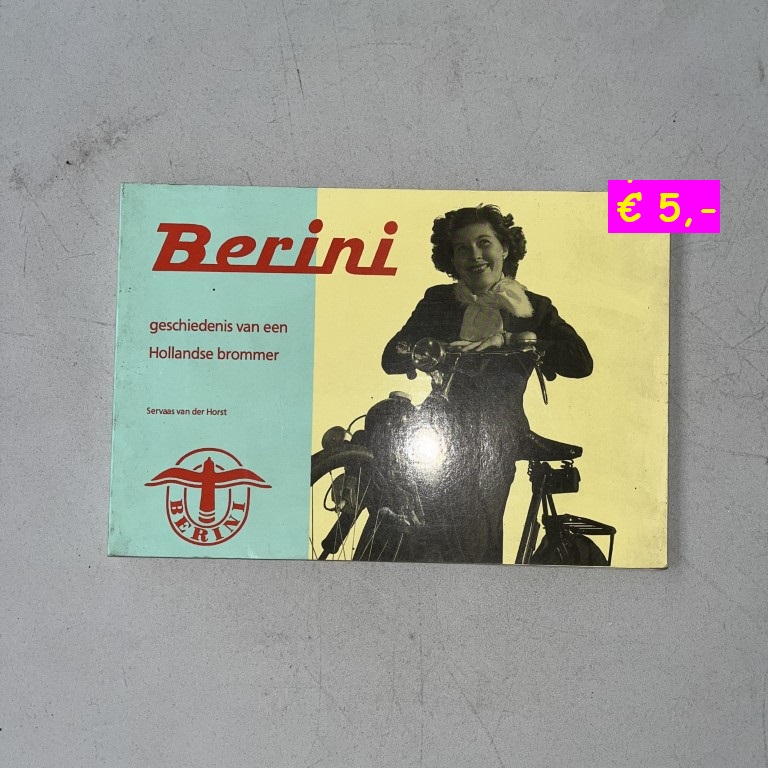 Berini
€ 5,-
geschiedenis van een
Hollandse brommer
Servaas van der Horst
BERINI